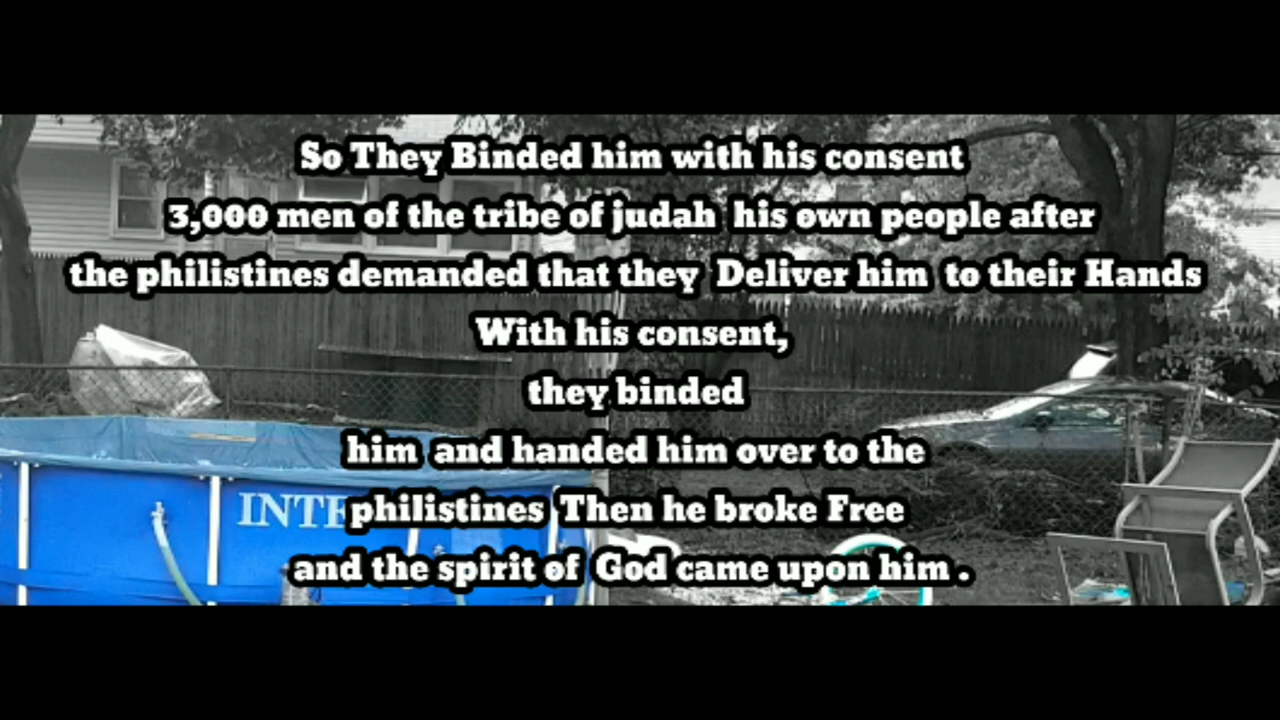 So They Binded him with his consent
3,000 men of the tribe of judah his own people after
the philistines demanded that they Deliver him to their Hands
With his consent,
they binded
him and handed him over to the
INTE
philistines Then he broke Free
and the spirit of God came upon him .